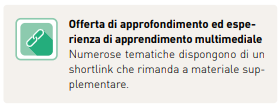 Offerta di approfondimento ed espe-
rienza di apprendimento multimediale
Numerose tematiche dispongono di un
shortlink che rimanda a materiale sup-
plementare.